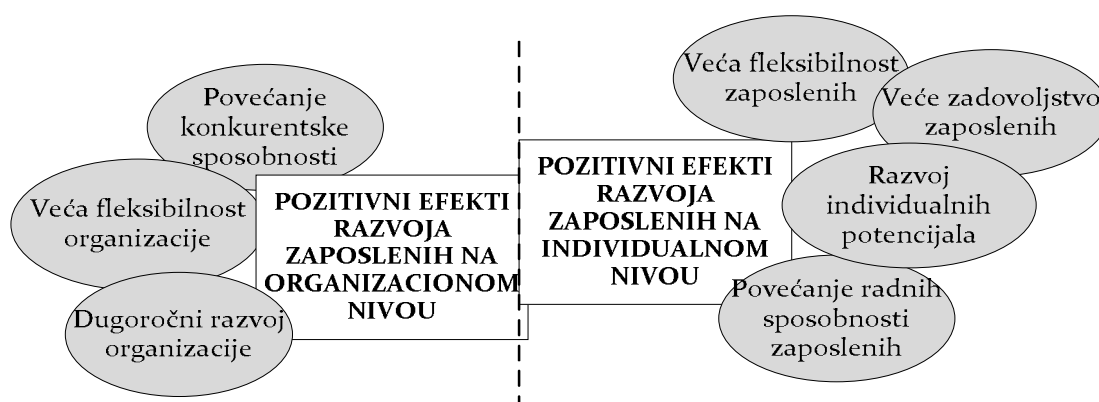 Povećanje
konkurentske
sposobnosti
Veća fleksibilnost
organizacije
Dugoročni razvoj
organizacije
POZITIVNI EFEKTI
RAZVOJA
ZAPOSLENIH NA
ORGANIZACIONOM
NIVOU
POZITIVNI EFEKTI
RAZVOJA
ZAPOSLENIH NA
INDIVIDUALNOM
NIVOU
Veća fleksibilnost
zaposlenih
Veće zadovoljstvo
zaposlenih
Razvoj
individualnih
potencijala
Povećanje radnih
sposobnosti
zaposlenih